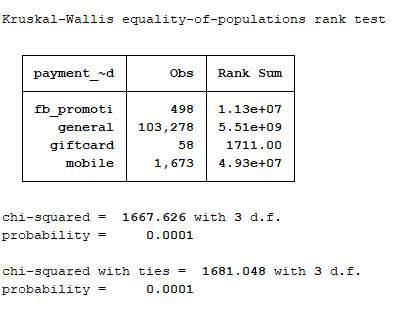 Kruskal-Wallis equality-of-populations rank test
payment_~d Obs Rank Sum
fb_promoti 498 1.13e+07
general 103,278 5.51e+09
giftcard 58 1711.00
mobile 1,673 4.93e+07
chi-squared = 1667.626 with 3 d.f.
probability = 0.0001
chi-squared with ties = 1681.048 with 3 d.f.
probability = 0.0001